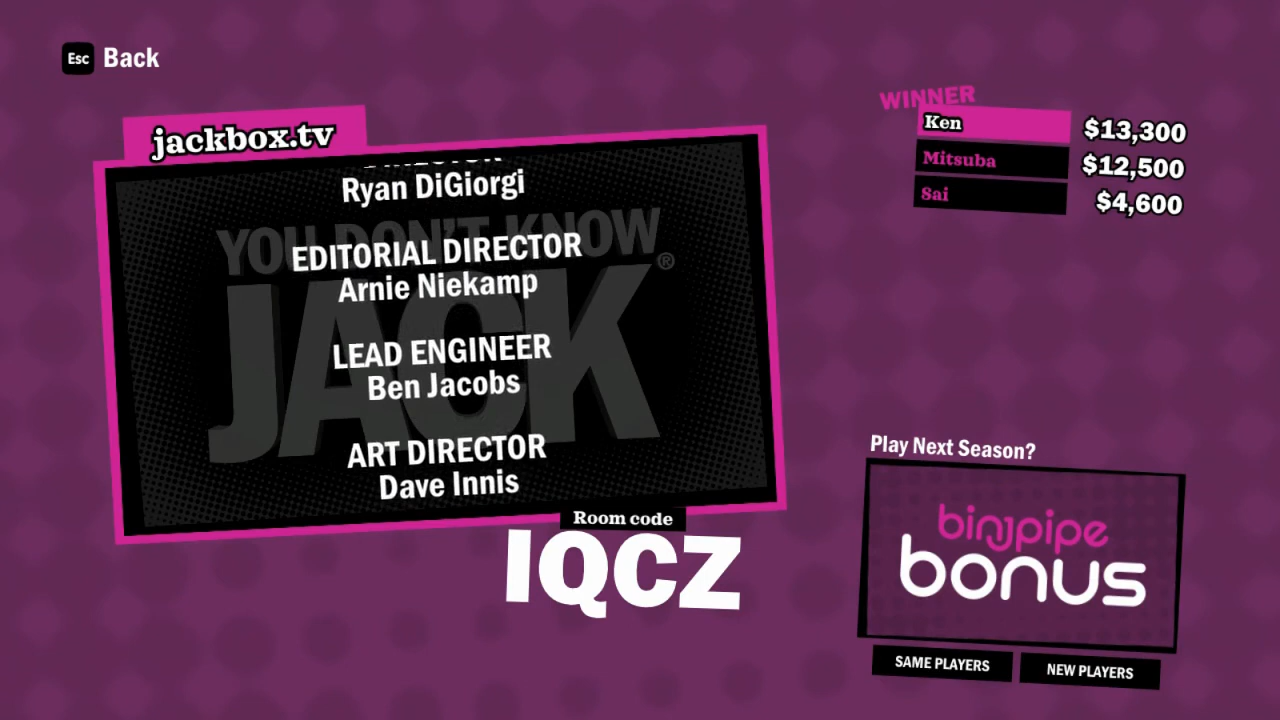 Esc Back
jackbox.tv
DIRECTOR
Ryan DiGiorgi
YOU DON'T KNOW
JACK®
EDITORIAL DIRECTOR
Arnie Niekamp
LEAD ENGINEER
Ben Jacobs
ART DIRECTOR
Dave Innis
Room code
IQCZ
WINNER
Ken $13,300
Mitsuba $12,500
Sai $4,600
Play Next Season?
binjpipe
bonus
SAME PLAYERS NEW PLAYERS